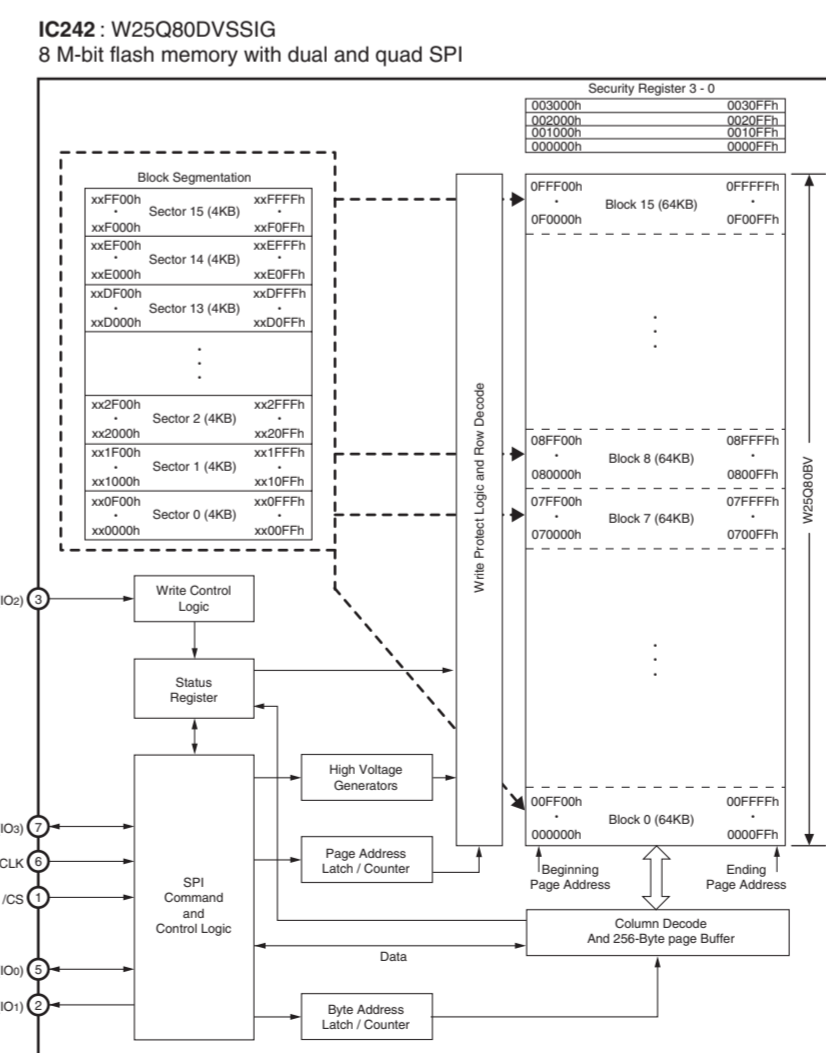 IC242 : W25Q80DVSSIG
8 M-bit flash memory with dual and quad SPI
Security Register 3 - 0
003000h 0030FFh
002000h 0020FFh
001000h 0010FFh
000000h 0000FFh
Block Segmentation
xxFF00h xxFFFFh
Sector 15 (4KB)
xxF000h xxF0FFh
xxEF00h xxEFFFh
Sector 14 (4KB)
xxE000h xxE0FFh
xxDF00h xxDFFFh
Sector 13 (4KB)
xxD000h xxD0FFh
xx2F00h xx2FFFh
Sector 2 (4KB)
xx2000h xx20FFh
xx1F00h xx1FFFh
Sector 1 (4KB)
xx1000h xx10FFh
xx0F00h xx0FFFh
Sector 0 (4KB)
xx0000h xx00FFh
Write Protect Logic and Row Decode
0FFF00h 0FFFFFh
Block 15 (64KB)
0F0000h 0F00FFh
08FF00h 08FFFFh
Block 8 (64KB)
080000h 0800FFh
07FF00h 07FFFFh
Block 7 (64KB)
070000h 0700FFh
00FF00h 00FFFFh
Block 0 (64KB)
000000h 0000FFh
W25Q80BV
Beginning
Page Address
Ending
Page Address
IO2) 3
Write Control
Logic
Status
Register
High Voltage
Generators
IO3) 7
CLK 6
/CS 1
IO0) 5
IO1) 2
SPI
Command
and
Control Logic
Page Address
Latch / Counter
Column Decode
And 256-Byte page Buffer
Data
Byte Address
Latch / Counter